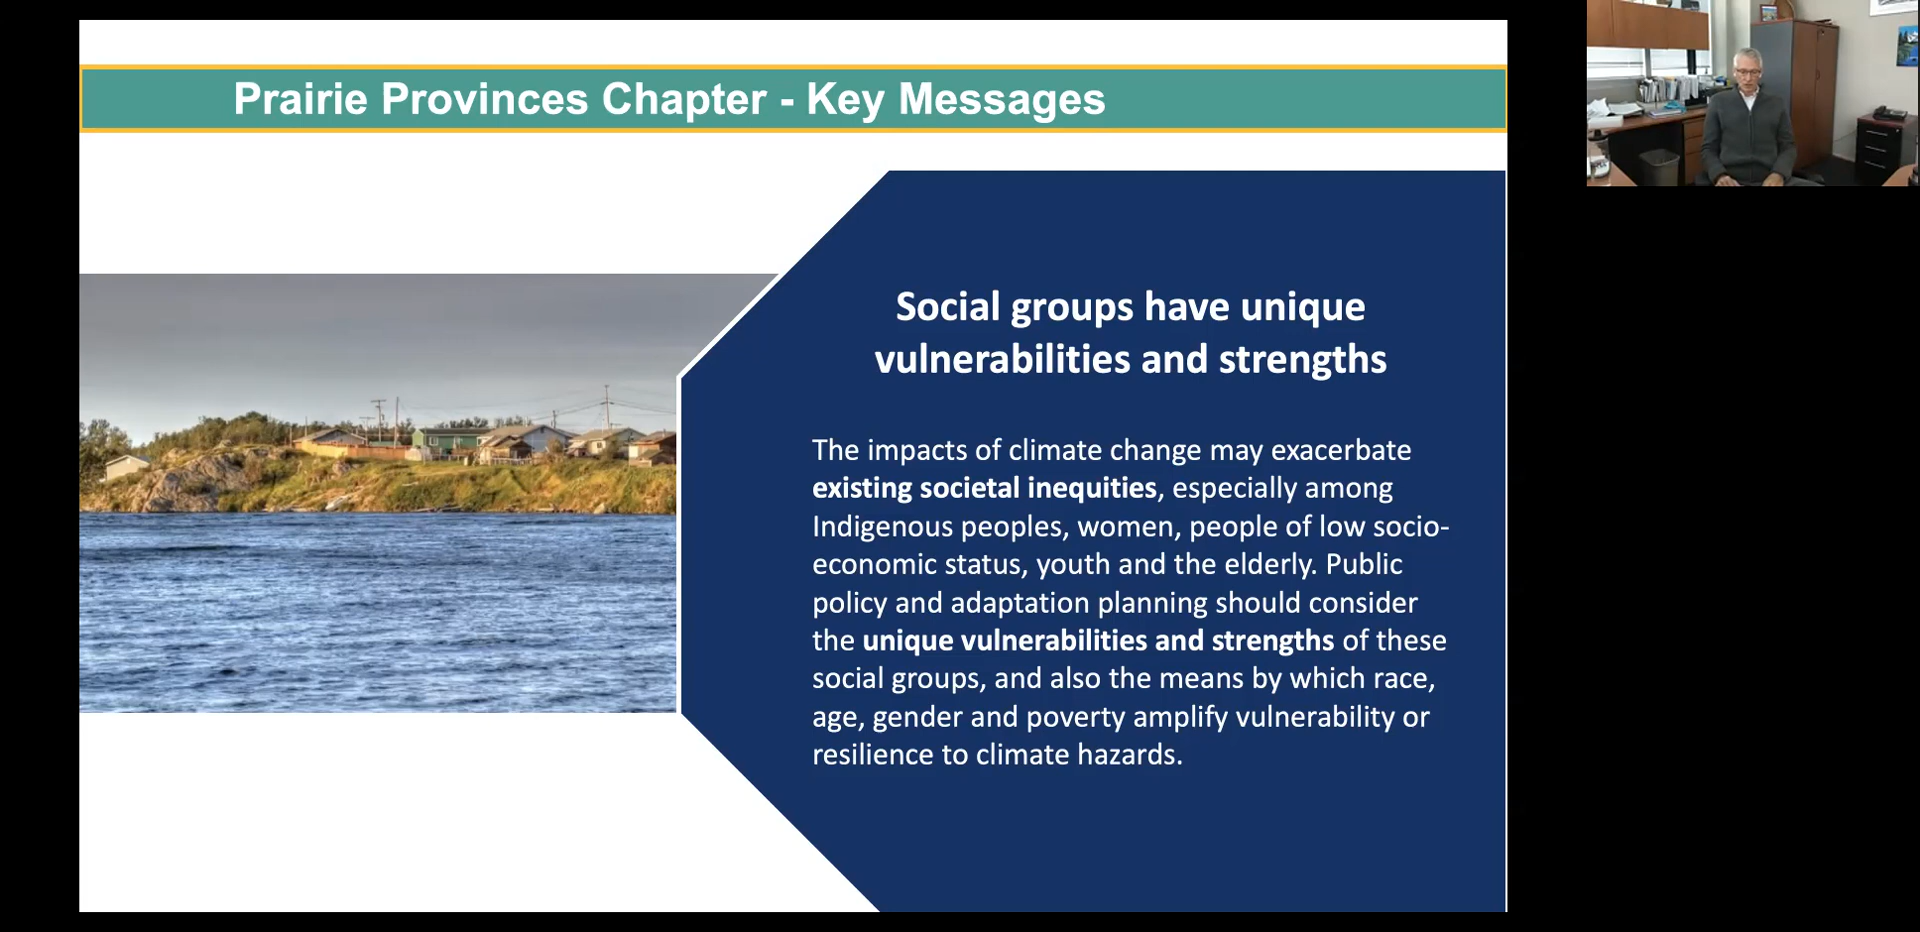 Prairie Provinces Chapter - Key Messages
Social groups have unique
vulnerabilities and strengths
The impacts of climate change may exacerbate
existing societal inequities, especially among
Indigenous peoples, women, people of low socio-
economic status, youth and the elderly. Public
policy and adaptation planning should consider
the unique vulnerabilities and strengths of these
social groups, and also the means by which race,
age, gender and poverty amplify vulnerability or
resilience to climate hazards.